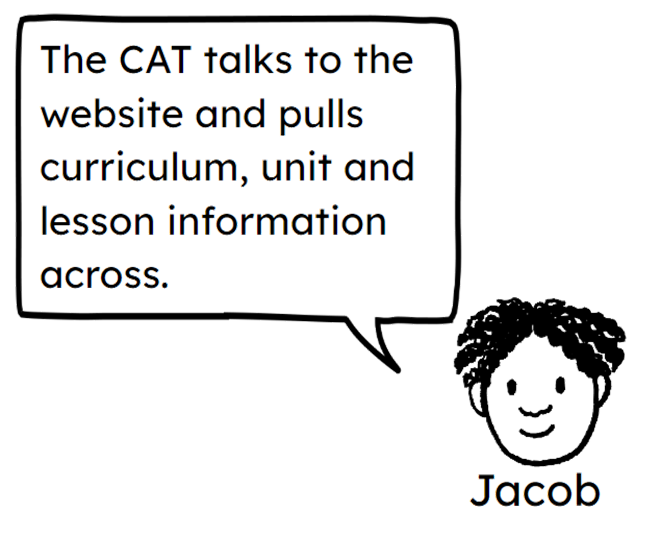 The CAT talks to the
website and pulls
curriculum, unit and
lesson information
across.
Jacob